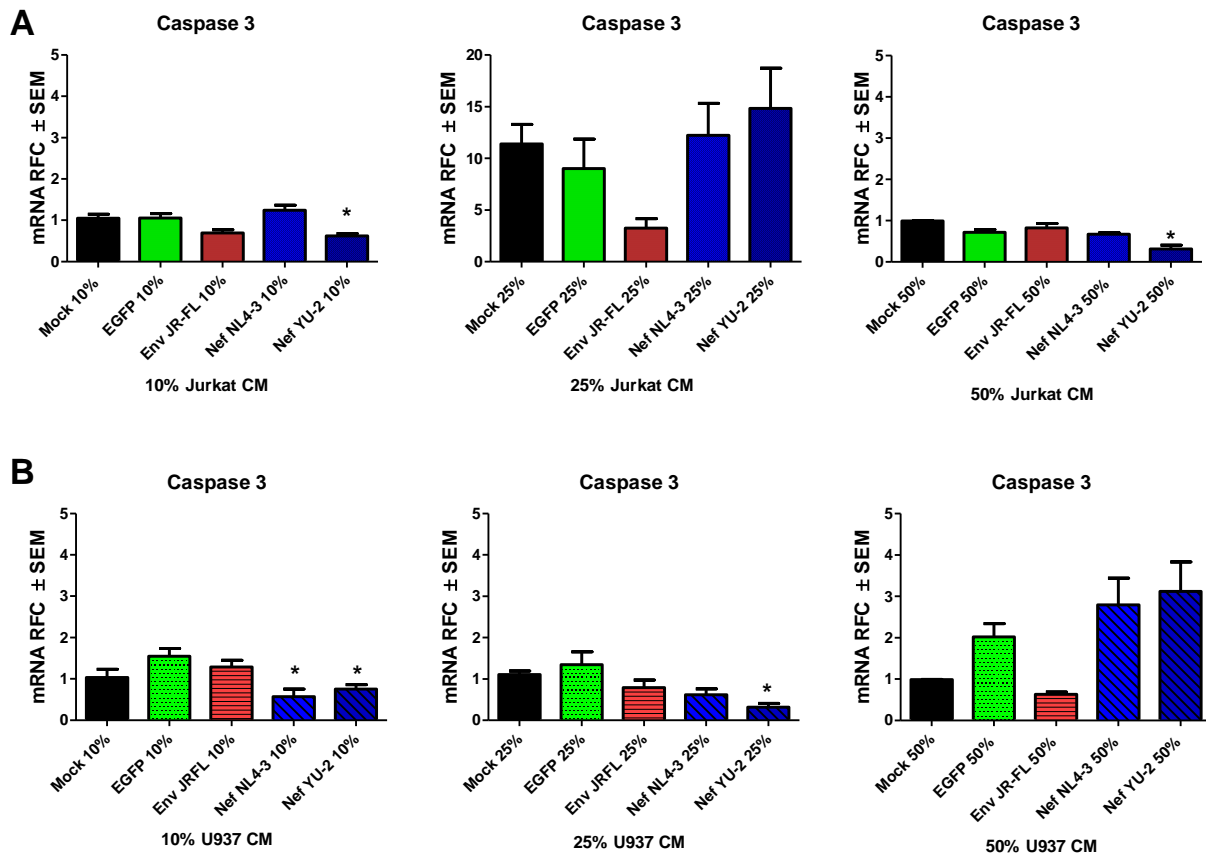 A
Caspase 3
mRNA RFC ± SEM
5
4
3
2
1
0
*
Mock 10%
EGFP 10%
Env JR-FL 10%
Nef NL4-3 10%
Nef YU-2 10%
10% Jurkat CM
Caspase 3
mRNA RFC ± SEM
20
15
10
5
0
Mock 25%
EGFP 25%
Env JR-FL 25%
Nef NL4-3 25%
Nef YU-2 25%
25% Jurkat CM
Caspase 3
mRNA RFC ± SEM
5
4
3
2
1
0
*
Mock 50%
EGFP 50%
Env JR-FL 50%
Nef NL4-3 50%
Nef YU-2 50%
50% Jurkat CM
B
Caspase 3
mRNA RFC ± SEM
5
4
3
2
1
0
*
*
Mock 10%
EGFP 10%
Env JRFL 10%
Nef NL4-3 10%
Nef YU-2 10%
10% U937 CM
Caspase 3
mRNA RFC ± SEM
5
4
3
2
1
0
*
Mock 25%
EGFP 25%
Env JRFL 25%
Nef NL4-3 25%
Nef YU-2 25%
25% U937 CM
Caspase 3
mRNA RFC ± SEM
5
4
3
2
1
0
Mock 50%
EGFP 50%
Env JR-FL 50%
Nef NL4-3 50%
Nef YU-2 50%
50% U937 CM